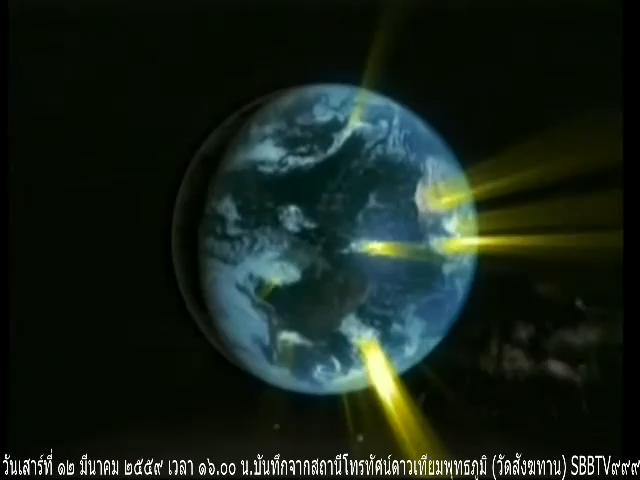 วันเสาร์ที่ ๑๒ มีนาคม ๒๕๕๙ เวลา ๑๖.๐๐ น.บันทึกจากสถานีโทรทัศน์ดาวเทียมพุทธภูมิ (วัดสังฆทาน) SBBTV๙๙๙